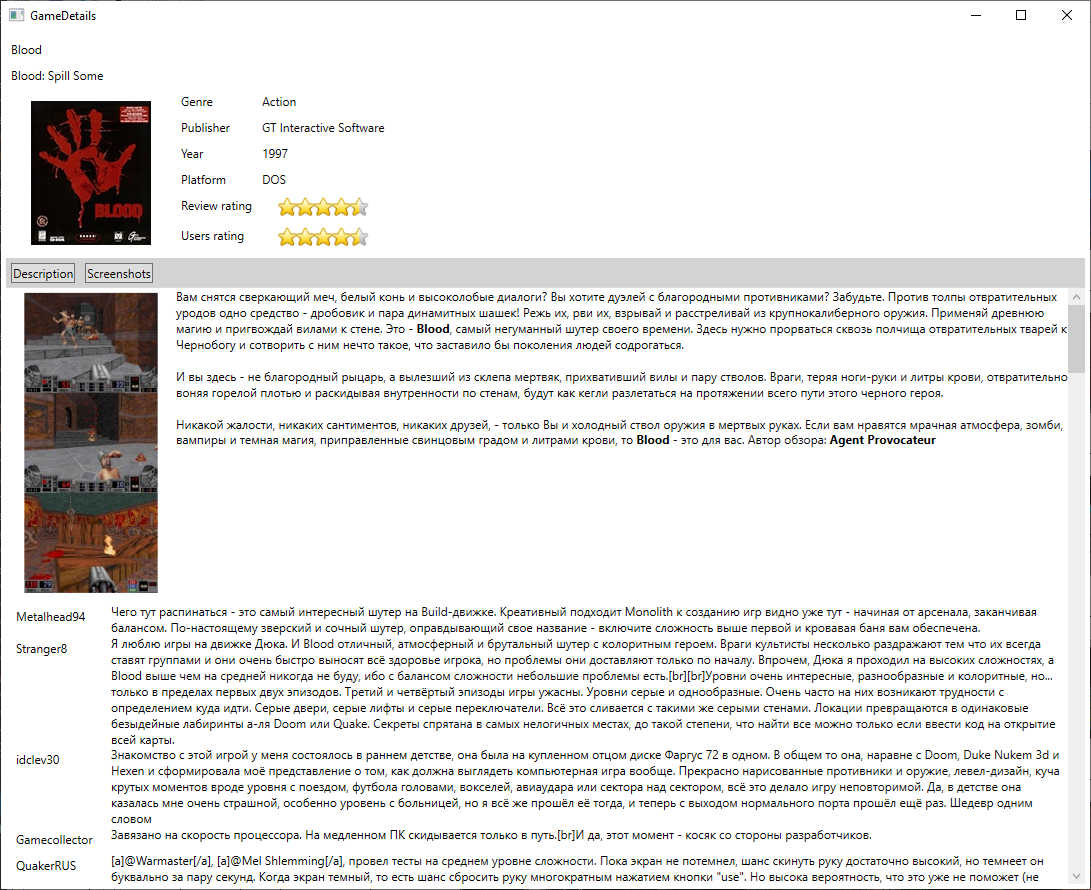 GameDetails
Blood
Blood: Spill Some
Genre Action
Publisher GT Interactive Software
Year 1997
Platform DOS
Review rating
Users rating
BLOOD
Description Screenshots
Вам снятся сверкающий меч, белый конь и высоколобые диалоги? Вы хотите дуэлей с благородными противниками? Забудьте. Против толпы отвратительных
уродов одно средство - дробовик и пара динамитных шашек! Режь их, рви их, взрывай и расстреливай из крупнокалиберного оружия. Применяй древнюю
магию и пригвождай вилами к стене. Это - Blood, самый негуманный шутер своего времени. Здесь нужно прорваться сквозь полчища отвратительных тварей к
Чернобогу и сотворить с ним нечто такое, что заставило бы поколения людей содрогаться.
И вы здесь - не благородный рыцарь, а вылезший из склепа мертвяк, прихвативший вилы и пару стволов. Враги, теряя ноги-руки и литры крови, отвратительно
воняя горелой плотью и раскидывая внутренности по стенам, будут как кегли разлетаться на протяжении всего пути этого черного героя.
Никакой жалости, никаких сантиментов, никаких друзей, - только Вы и холодный ствол оружия в мертвых руках. Если вам нравятся мрачная атмосфера, зомби,
вампиры и темная магия, приправленные свинцовым градом и литрами крови, то Blood - это для вас. Автор обзора: Agent Provocateur
Metalhead94
Чего тут распинаться - это самый интересный шутер на Build-движке. Креативный подходит Monolith к созданию игр видно уже тут - начиная от арсенала, заканчивая
балансом. По-настоящему зверский и сочный шутер, оправдывающий свое название - включите сложность выше первой и кровавая баня вам обеспечена.
Stranger8
Я люблю игры на движке Дюка. И Blood отличный, атмосферный и брутальный шутер с колоритным героем. Враги культисты несколько раздражают тем что их всегда
ставят группами и они очень быстро выносят всё здоровье игрока, но проблемы они доставляют только по началу. Впрочем, Дюка я проходил на высоких сложностях, а
Blood выше чем на средней никогда не буду, ибо с балансом сложности небольшие проблемы есть.[br][br]Уровни очень интересные, разнообразные и колоритные, но...
только в пределах первых двух эпизодов. Третий и четвёртый эпизоды игры ужасны. Уровни серые и однообразные. Очень часто на них возникают трудности с
определением куда идти. Серые двери, серые лифты и серые переключатели. Всё это сливается с такими же серыми стенами. Локации превращаются в одинаковые
безыдейные лабиринты а-ля Doom или Quake. Секреты спрятана в самых нелогичных местах, до такой степени, что найти все можно только если ввести код на открытие
всей карты.
idclev30
Знакомство с этой игрой у меня состоялось в раннем детстве, она была на купленном отцом диске Фаргус 72 в одном. В общем то она, наравне с Doom, Duke Nukem 3d и
Hexen и сформировала моё представление о том, как должна выглядеть компьютерная игра вообще. Прекрасно нарисованные противники и оружие, левел-дизайн, куча
крутых моментов вроде уровня с поездом, футбола головами, вокселей, авиаудара или сектора над сектором, всё это делало игру неповторимой. Да, в детстве она
казалась мне очень страшной, особенно уровень с больницей, но я всё же прошёл её тогда, и теперь с выходом нормального порта прошёл ещё раз. Шедевр одним
словом
Gamecollector
Завязано на скорость процессора. На медленном ПК скидывается только в путь.[br]И да, этот момент - косяк со стороны разработчиков.
QuakerRUS
[a]@Warmaster[/a], [a]@Mel Shlemming[/a], провел тесты на среднем уровне сложности. Пока экран не потемнел, шанс скинуть руку достаточно высокий, но темнеет он
буквально за пару секунд. Когда экран темный, то есть шанс сбросить руку многократным нажатием кнопки "use". Но высока вероятность, что это уже не поможет (не